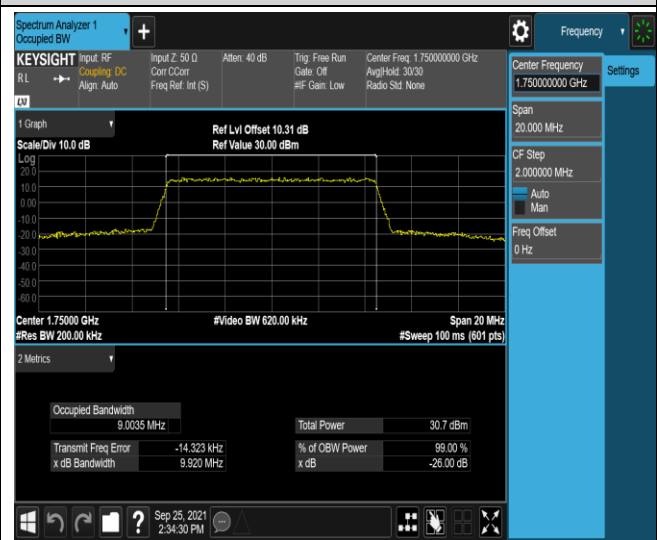 Spectrum Analyzer 1
Occupied BW
Frequency
KEYSIGHT
RL
LXI
Input: RF
Coupling: DC
Align: Auto
Input Z: 50 Ω
Corr CCorr
Freq Ref: Int (S)
Atten: 40 dB
Trig: Free Run
Gate: Off
#IF Gain: Low
Center Freq: 1.750000000 GHz
Avg|Hold: 30/30
Radio Std: None
Center Frequency
1.750000000 GHz
Settings
Span
20.000 MHz
CF Step
2.000000 MHz
Auto
Man
Freq Offset
0 Hz
1 Graph
Scale/Div 10.0 dB
Ref Lvl Offset 10.31 dB
Ref Value 30.00 dBm
Log
20.0
10.0
0.00
-10.0
-20.0
-30.0
-40.0
-50.0
-60.0
Center 1.75000 GHz
#Video BW 620.00 kHz
Span 20 MHz
#Res BW 200.00 kHz
#Sweep 100 ms (601 pts)
2 Metrics
Occupied Bandwidth
9.0035 MHz
Total Power 30.7 dBm
Transmit Freq Error -14.323 kHz
% of OBW Power 99.00 %
x dB Bandwidth 9.920 MHz
x dB -26.00 dB
?
Sep 25, 2021
2:34:30 PM